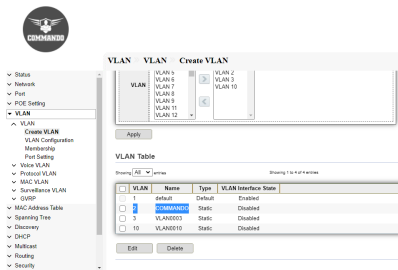 COMMANDO
VLAN VLAN Create VLAN
Status
Network
Port
POE Setting
VLAN
VLAN
Create VLAN
VLAN Configuration
Membership
Port Setting
Voice VLAN
Protocol VLAN
MAC VLAN
Surveillance VLAN
GVRP
MAC Address Table
Spanning Tree
Discovery
DHCP
Multicast
Routing
Security
VLAN
VLAN 5
VLAN 6
VLAN 7
VLAN 8
VLAN 9
VLAN 11
VLAN 12
VLAN 2
VLAN 3
VLAN 10
Apply
VLAN Table
Showing All entries
Showing 1 to 4 of 4 entries
VLAN Name Type VLAN Interface State
1 default Default Enabled
2 COMMANDO Static Disabled
3 VLAN0003 Static Disabled
10 VLAN0010 Static Disabled
Edit Delete